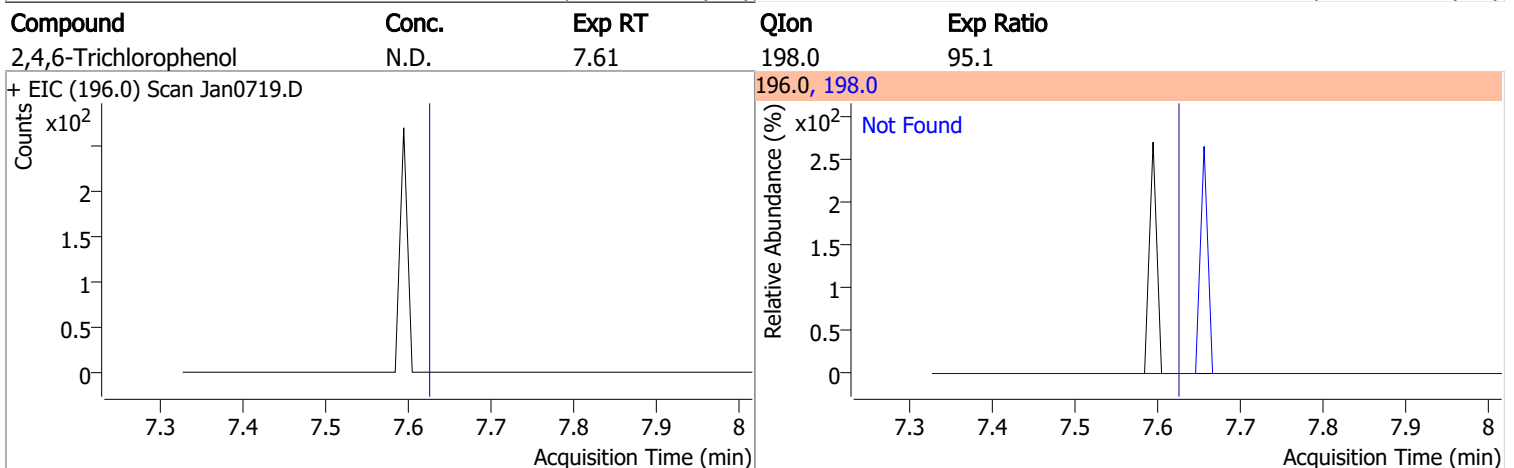 Compound Conc. Exp RT QIon Exp Ratio
2,4,6-Trichlorophenol N.D. 7.61 198.0 95.1
+ EIC (196.0) Scan Jan0719.D
Counts
x10²
2
1.5
1
0.5
0
7.3 7.4 7.5 7.6 7.7 7.8 7.9 8
Acquisition Time (min)
196.0, 198.0
Relative Abundance (%)
x10²
Not Found
2.5
2
1.5
1
0.5
0
7.3 7.4 7.5 7.6 7.7 7.8 7.9 8
Acquisition Time (min)